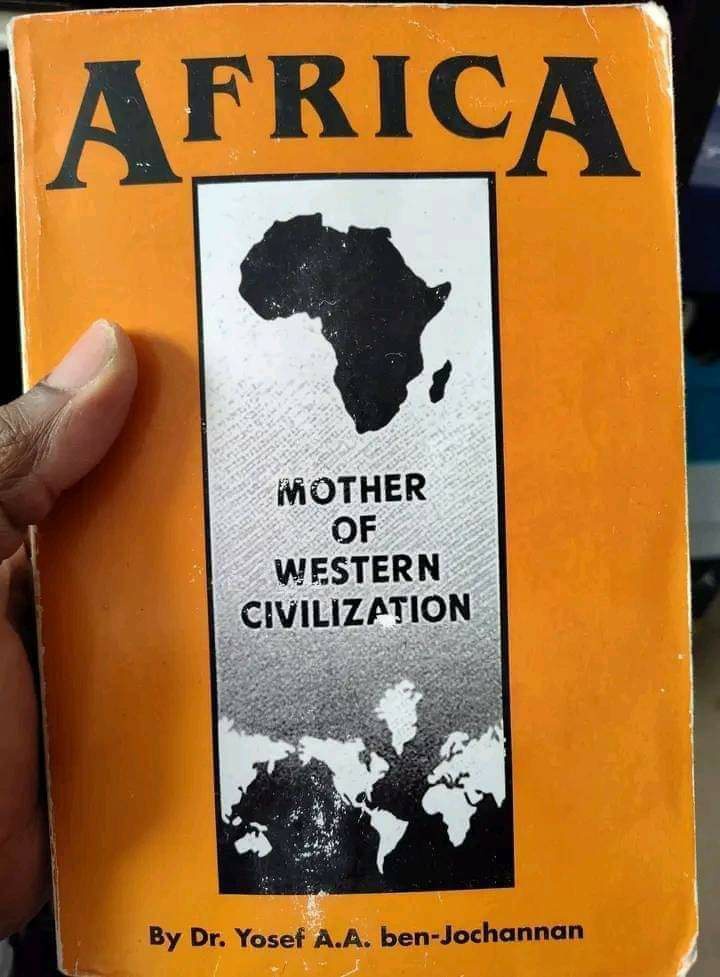 AFRICA
MOTHER
OF
WESTERN
CIVILIZATION
By Dr. Yosef A.A. ben-Jochannan